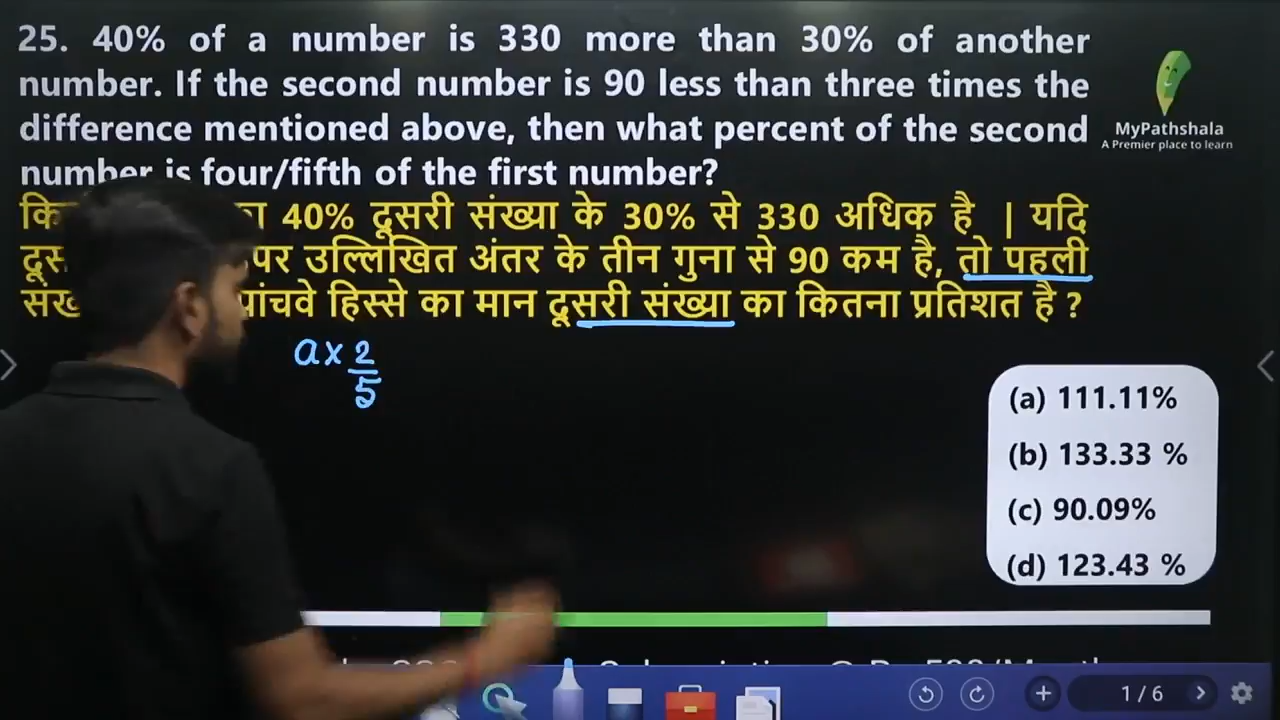 25. 40% of a number is 330 more than 30% of another
number. If the second number is 90 less than three times the
difference mentioned above, then what percent of the second
number is four/fifth of the first number?
MyPathshala
A Premier place to learn
40% दूसरी संख्या के 30% से 330 अधिक है | यदि
उल्लिखित अंतर के तीन गुना से 90 कम है, तो पहली
हिस्से का मान दूसरी संख्या का कितना प्रतिशत है ?
a x 2/5
(a) 111.11%
(b) 133.33 %
(c) 90.09%
(d) 123.43 %
1 / 6